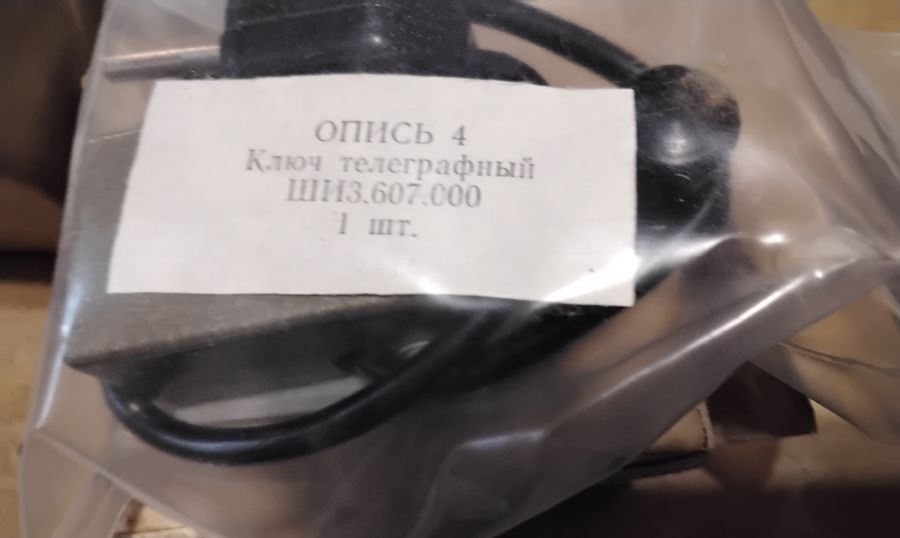 ОПИСЬ 4
Ключ телеграфный
ШИ3.607.000
1 шт.